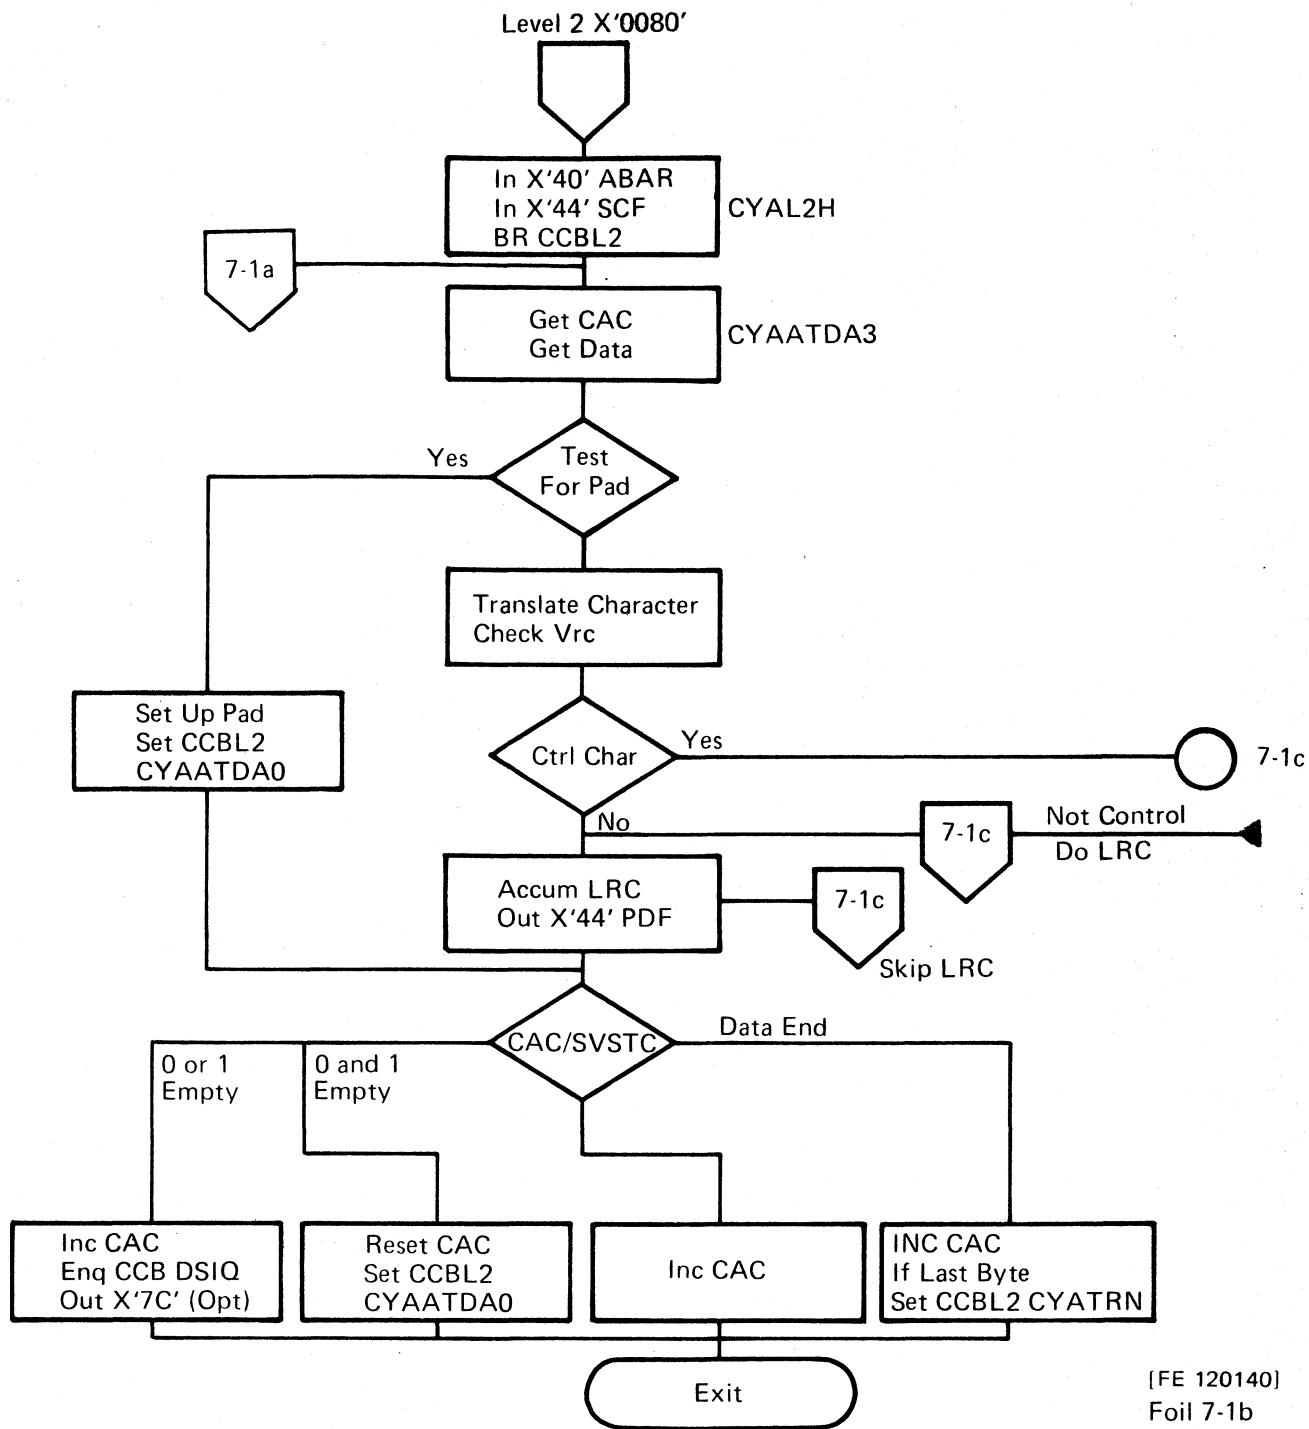 Level 2 X'0080'
In X'40' ABAR
In X'44' SCF
BR CCBL2
CYAL2H
7-1a
Get CAC
Get Data
CYAATDA3
Yes
Test
For Pad
Translate Character
Check Vrc
Set Up Pad
Set CCBL2
CYAATDA0
Ctrl Char
Yes
7-1c
No
7-1c
Not Control
Do LRC
Accum LRC
Out X'44' PDF
7-1c
Skip LRC
CAC/SVSTC
Data End
0 or 1
Empty
0 and 1
Empty
Inc CAC
Enq CCB DSIQ
Out X'7C' (Opt)
Reset CAC
Set CCBL2
CYAATDA0
Inc CAC
INC CAC
If Last Byte
Set CCBL2 CYATRN
Exit
[FE 120140]
Foil 7-1b